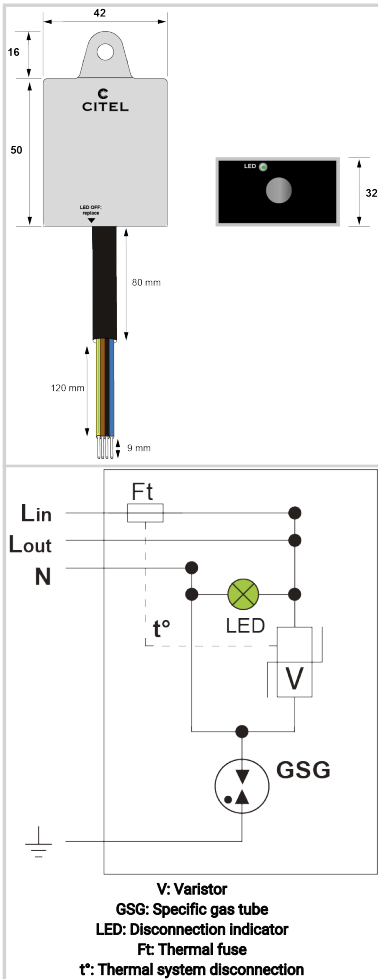 42
16
C
CITEL
50
LED OFF:
replace
LED
32
80 mm
120 mm
9 mm
Ft
Lin
Lout
N
LED
t°
V
GSG
V: Varistor
GSG: Specific gas tube
LED: Disconnection indicator
Ft: Thermal fuse
t°: Thermal system disconnection